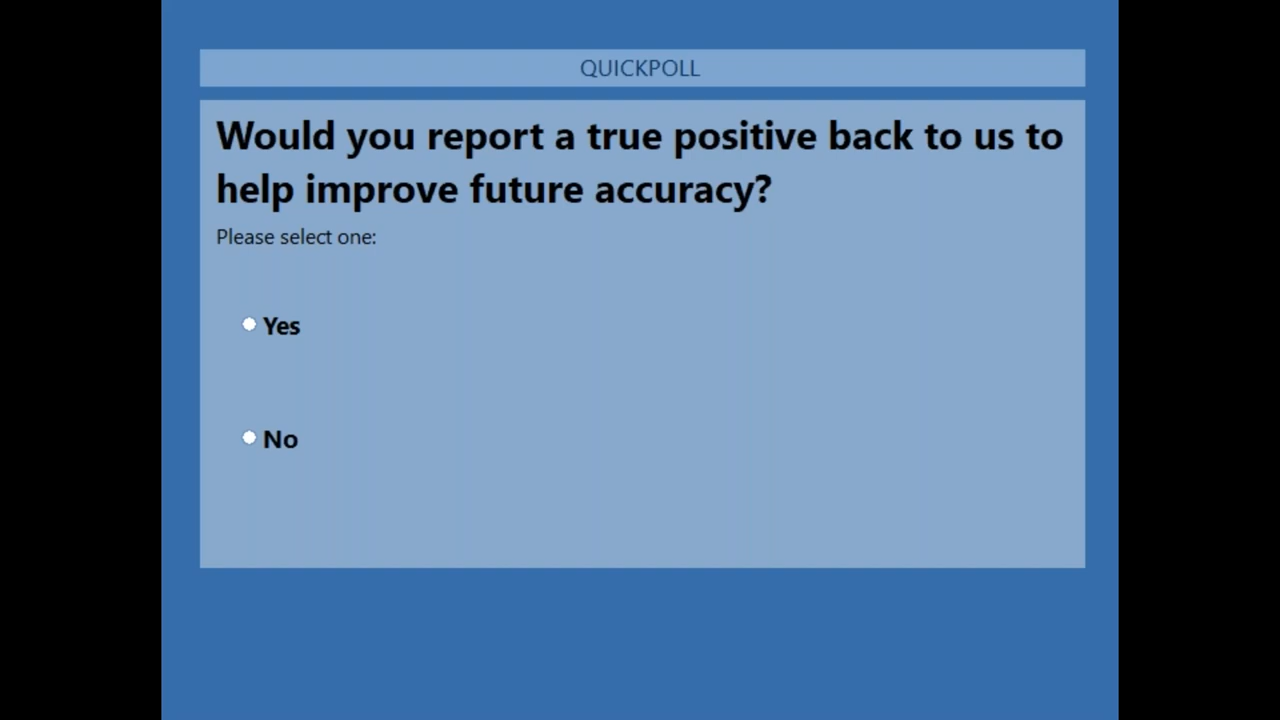 QUICKPOLL
Would you report a true positive back to us to
help improve future accuracy?
Please select one:
Yes
No